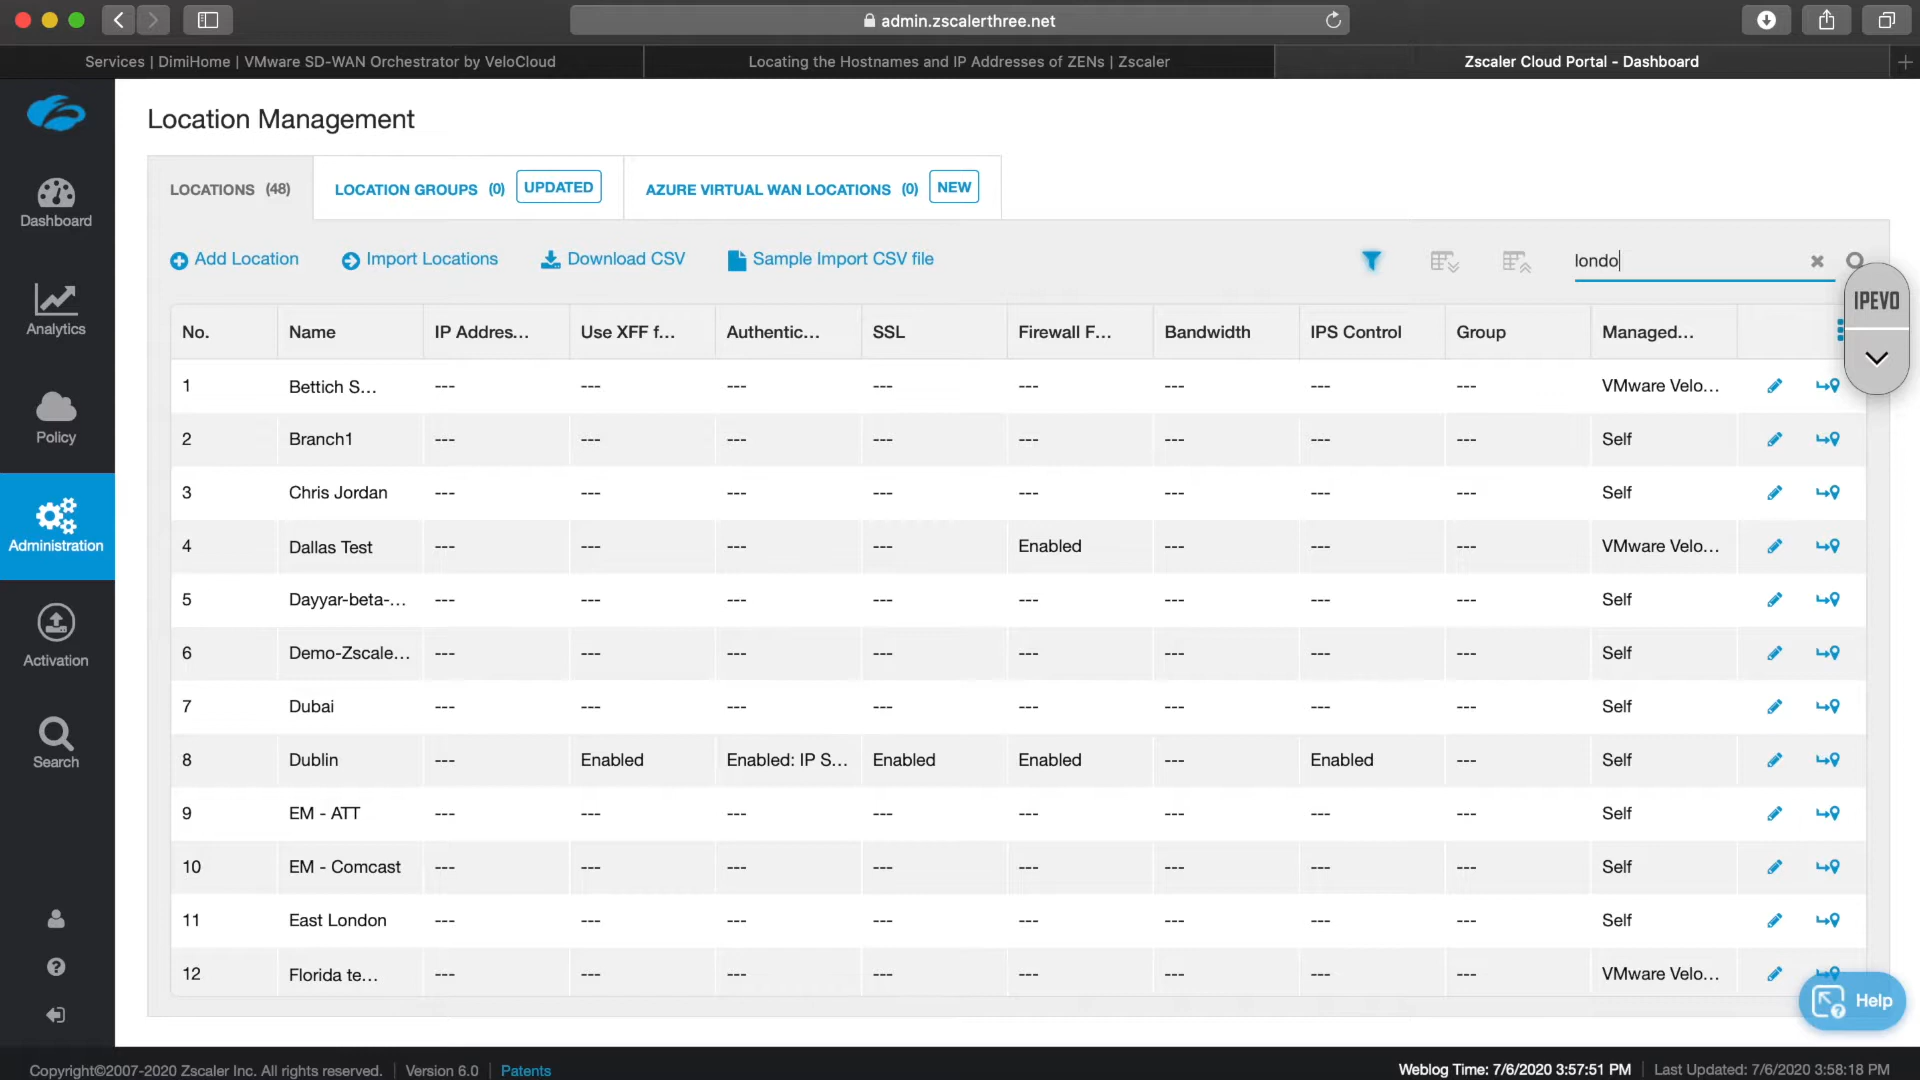 admin.zscalerthree.net
Services | DimiHome | VMware SD-WAN Orchestrator by VeloCloud
Locating the Hostnames and IP Addresses of ZENs | Zscaler
Zscaler Cloud Portal - Dashboard
Location Management
LOCATIONS (48)
LOCATION GROUPS (0) UPDATED
AZURE VIRTUAL WAN LOCATIONS (0) NEW
Add Location
Import Locations
Download CSV
Sample Import CSV file
londo
IPEVO
Dashboard
Analytics
Policy
Administration
Activation
Search
No. Name IP Addres... Use XFF f... Authentic... SSL Firewall F... Bandwidth IPS Control Group Managed...
1 Bettich S... --- --- --- --- --- --- --- --- VMware Velo...
2 Branch1 --- --- --- --- --- --- --- --- Self
3 Chris Jordan --- --- --- --- --- --- --- --- Self
4 Dallas Test --- --- --- --- Enabled --- --- --- VMware Velo...
5 Dayyar-beta-... --- --- --- --- --- --- --- --- Self
6 Demo-Zscale... --- --- --- --- --- --- --- --- Self
7 Dubai --- --- --- --- --- --- --- --- Self
8 Dublin --- Enabled Enabled: IP S... Enabled Enabled --- Enabled --- Self
9 EM - ATT --- --- --- --- --- --- --- --- Self
10 EM - Comcast --- --- --- --- --- --- --- --- Self
11 East London --- --- --- --- --- --- --- --- Self
12 Florida te... --- --- --- --- --- --- --- --- VMware Velo...
Help
Copyright©2007-2020 Zscaler Inc. All rights reserved. | Version 6.0 | Patents
Weblog Time: 7/6/2020 3:57:51 PM | Last Updated: 7/6/2020 3:58:18 PM